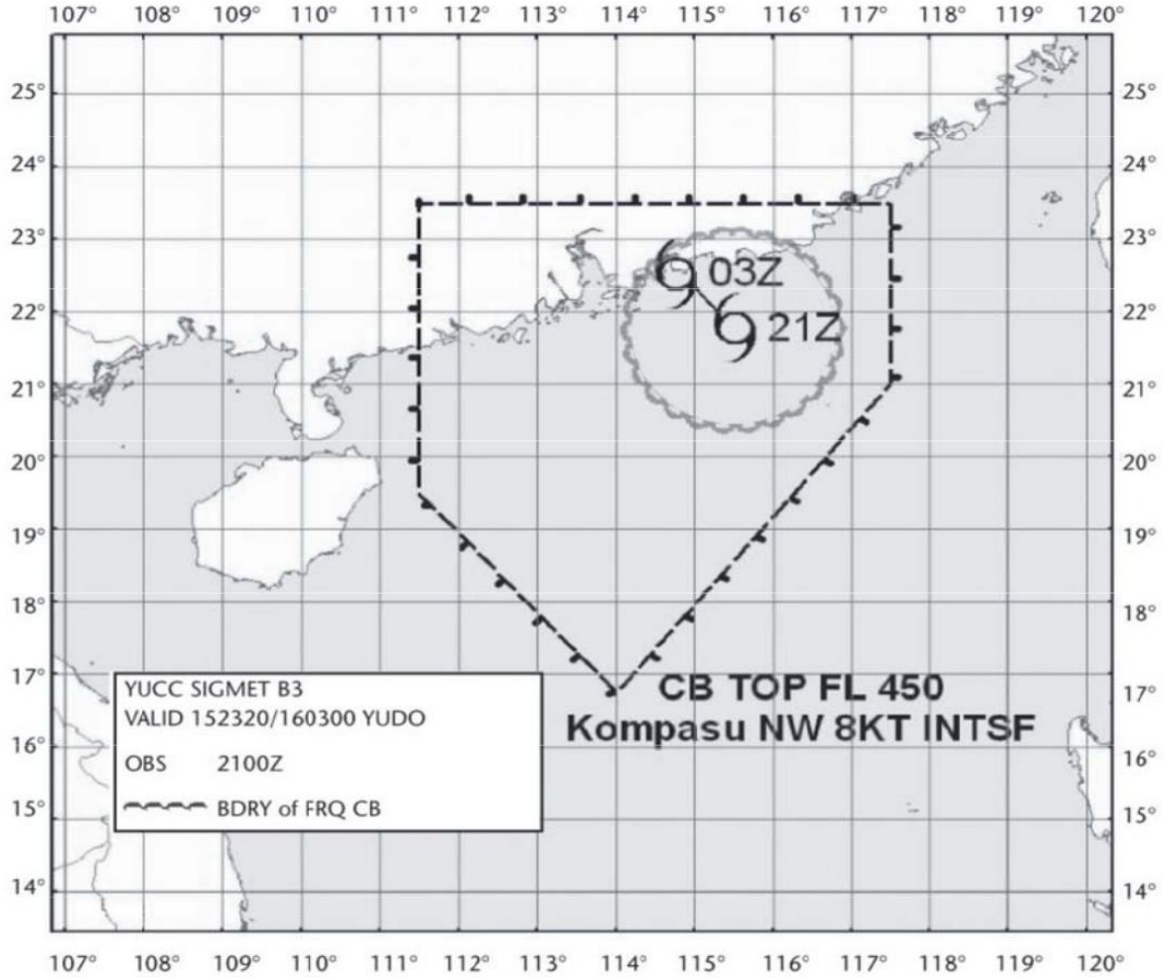 107° 108° 109° 110° 111° 112° 113° 114° 115° 116° 117° 118° 119° 120°
25° 25°
24° 24°
23° 23°
03Z
22° 22°
21Z
21° 21°
20° 20°
19° 19°
18° 18°
17° 17°
CB TOP FL 450
Kompasu NW 8KT INTSF
YUCC SIGMET B3
VALID 152320/160300 YUDO
16° 16°
OBS 2100Z
15° 15°
BDRY of FRQ CB
14° 14°
107° 108° 109° 110° 111° 112° 113° 114° 115° 116° 117° 118° 119° 120°